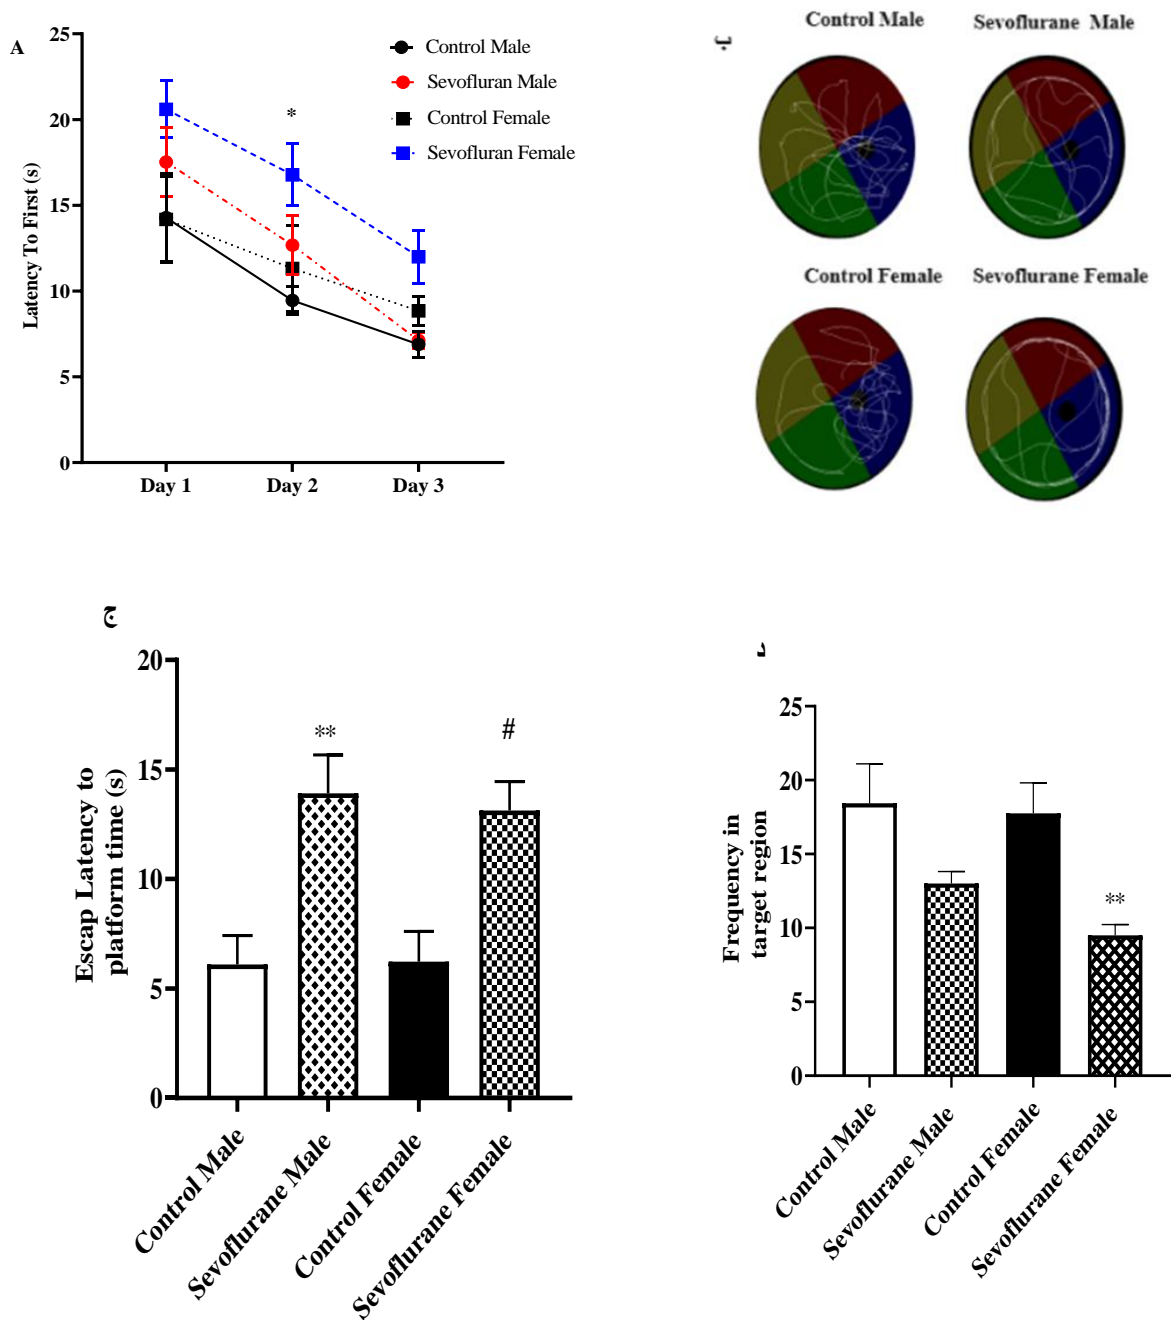 A
Latency To First (s)
25
20
15
10
5
0
*
Day 1
Day 2
Day 3
Control Male
Sevofluran Male
Control Female
Sevofluran Female
Control Male
Sevoflurane Male
Control Female
Sevoflurane Female
ج
Escap Latency to
platform time (s)
20
15
10
5
0
**
#
Control Male
Sevoflurane Male
Control Female
Sevoflurane Female
Frequency in
target region
25
20
15
10
5
0
**
Control Male
Sevoflurane Male
Control Female
Sevoflurane Female